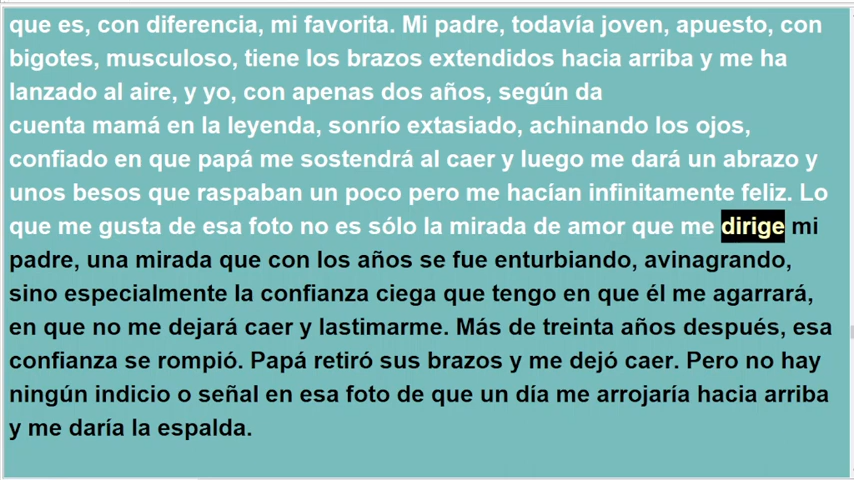 que es, con diferencia, mi favorita. Mi padre, todavía joven, apuesto, con
bigotes, musculoso, tiene los brazos extendidos hacia arriba y me ha
lanzado al aire, y yo, con apenas dos años, según da
cuenta mamá en la leyenda, sonrío extasiado, achinando los ojos,
confiado en que papá me sostendrá al caer y luego me dará un abrazo y
unos besos que raspaban un poco pero me hacían infinitamente feliz. Lo
que me gusta de esa foto no es sólo la mirada de amor que me dirige mi
padre, una mirada que con los años se fue enturbiando, avinagrando,
sino especialmente la confianza ciega que tengo en que él me agarrará,
en que no me dejará caer y lastimarme. Más de treinta años después, esa
confianza se rompió. Papá retiró sus brazos y me dejó caer. Pero no hay
ningún indicio o señal en esa foto de que un día me arrojaría hacia arriba
y me daría la espalda.